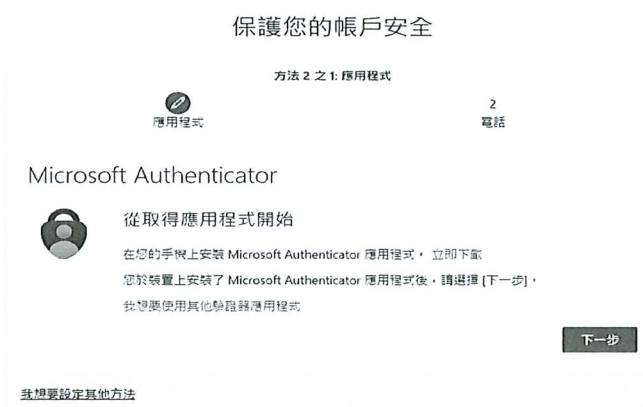 保護您的帳戶安全
方法 2 之 1: 應用程式
2
應用程式
電話
Microsoft Authenticator
從取得應用程式開始
在您的手機上安裝 Microsoft Authenticator 應用程式。 立即下載
您於裝置上安裝了 Microsoft Authenticator 應用程式後，請選擇 [下一步]。
我想要使用其他驗證器應用程式
下一步
我想要設定其他方法